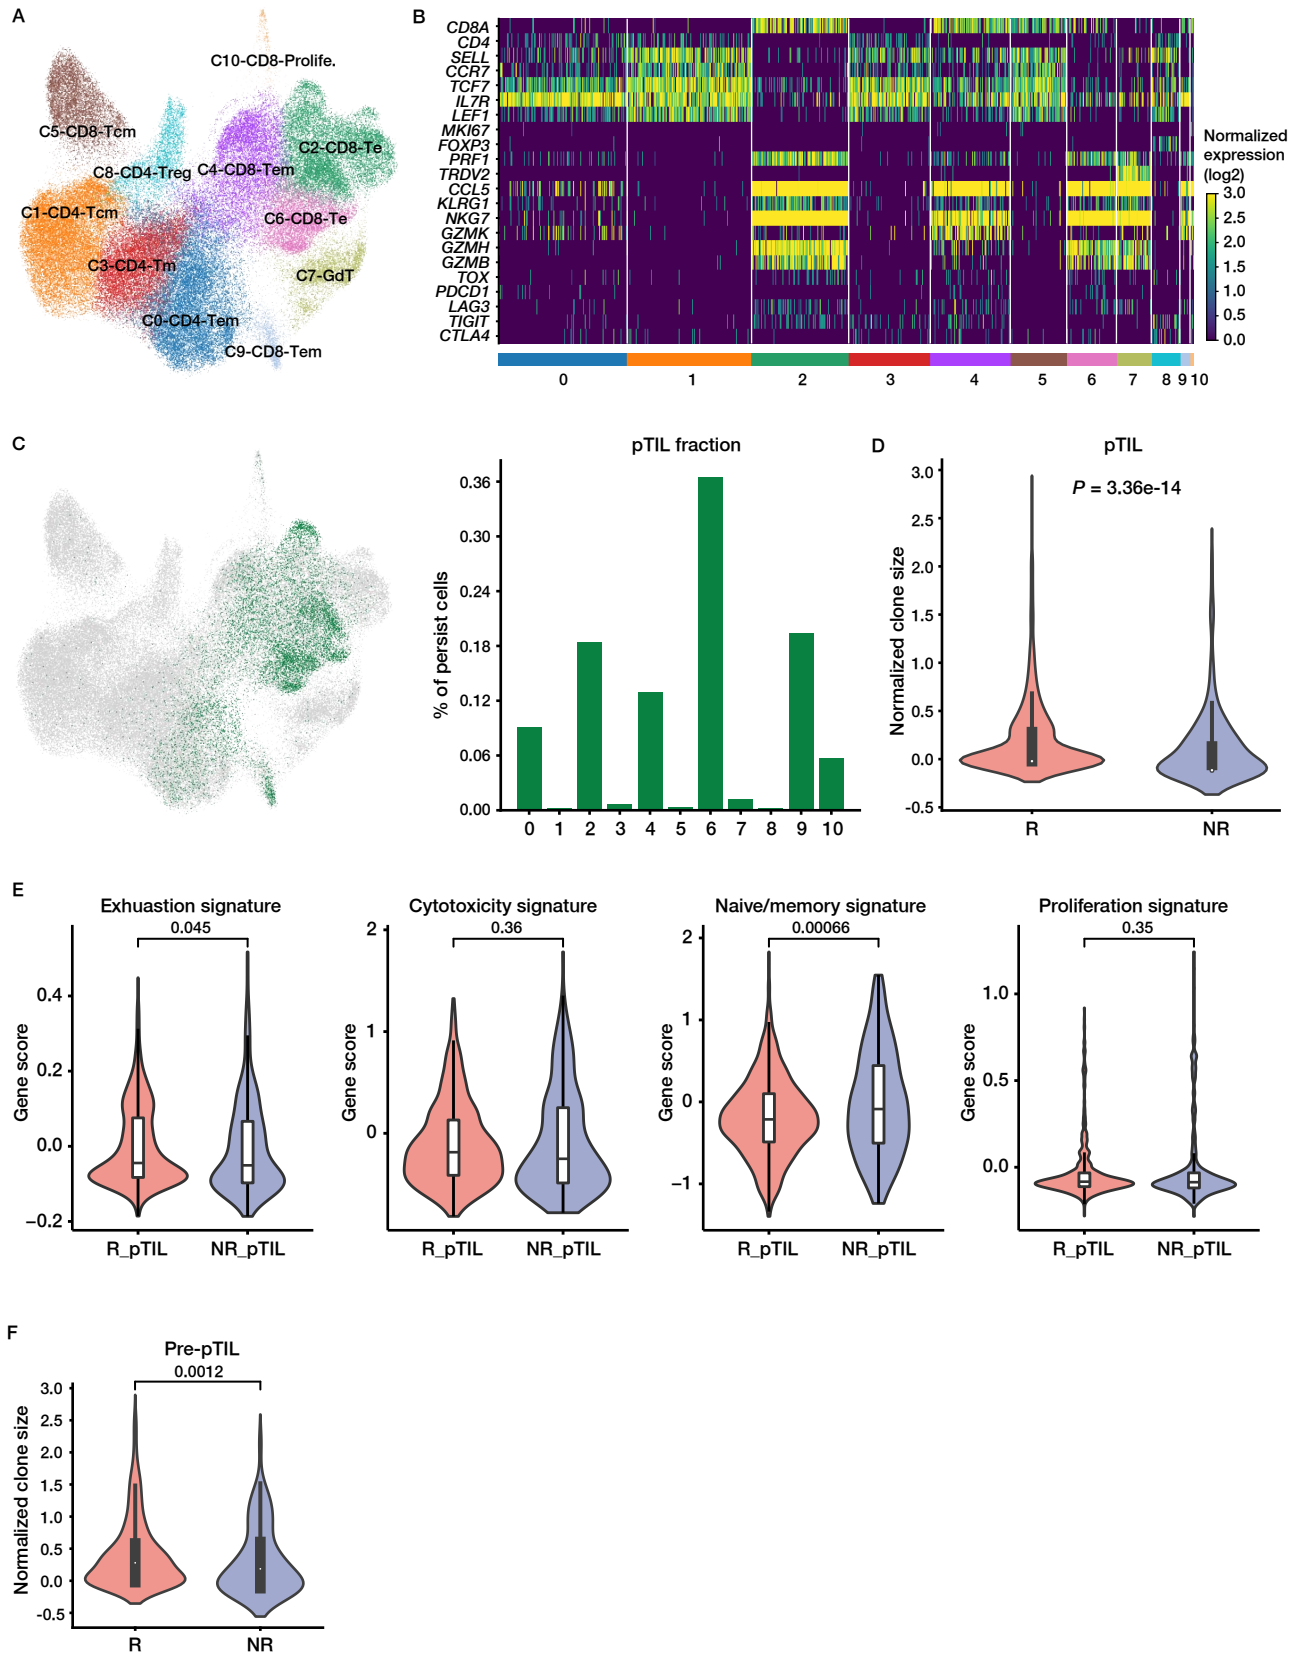 A
C10-CD8-Prolife.
C5-CD8-Tcm
C2-CD8-Te
C8-CD4-Treg
C4-CD8-Tem
C1-CD4-Tcm
C6-CD8-Te
C3-CD4-Tm
C7-GdT
C0-CD4-Tem
C9-CD8-Tem
B
CD8A
CD4
SELL
CCR7
TCF7
IL7R
LEF1
MKI67
FOXP3
PRF1
TRDV2
CCL5
KLRG1
NKG7
GZMK
GZMH
GZMB
TOX
PDCD1
LAG3
TIGIT
CTLA4
0 1 2 3 4 5 6 7 8 9 10
Normalized
expression
(log2)
3.0
2.5
2.0
1.5
1.0
0.5
0.0
C
pTIL fraction
% of persist cells
0.36
0.30
0.24
0.18
0.12
0.06
0.00
0 1 2 3 4 5 6 7 8 9 10
D
pTIL
P = 3.36e-14
Normalized clone size
3.0
2.5
2.0
1.5
1.0
0.5
0.0
-0.5
R NR
E
Exhuastion signature
0.045
Gene score
0.4
0.2
0.0
−0.2
R_pTIL NR_pTIL
Cytotoxicity signature
0.36
Gene score
2
1
0
R_pTIL NR_pTIL
Naive/memory signature
0.00066
Gene score
2
1
0
−1
R_pTIL NR_pTIL
Proliferation signature
0.35
Gene score
1.0
0.5
0.0
R_pTIL NR_pTIL
F
Pre-pTIL
0.0012
Normalized clone size
3.0
2.5
2.0
1.5
1.0
0.5
0.0
-0.5
R NR